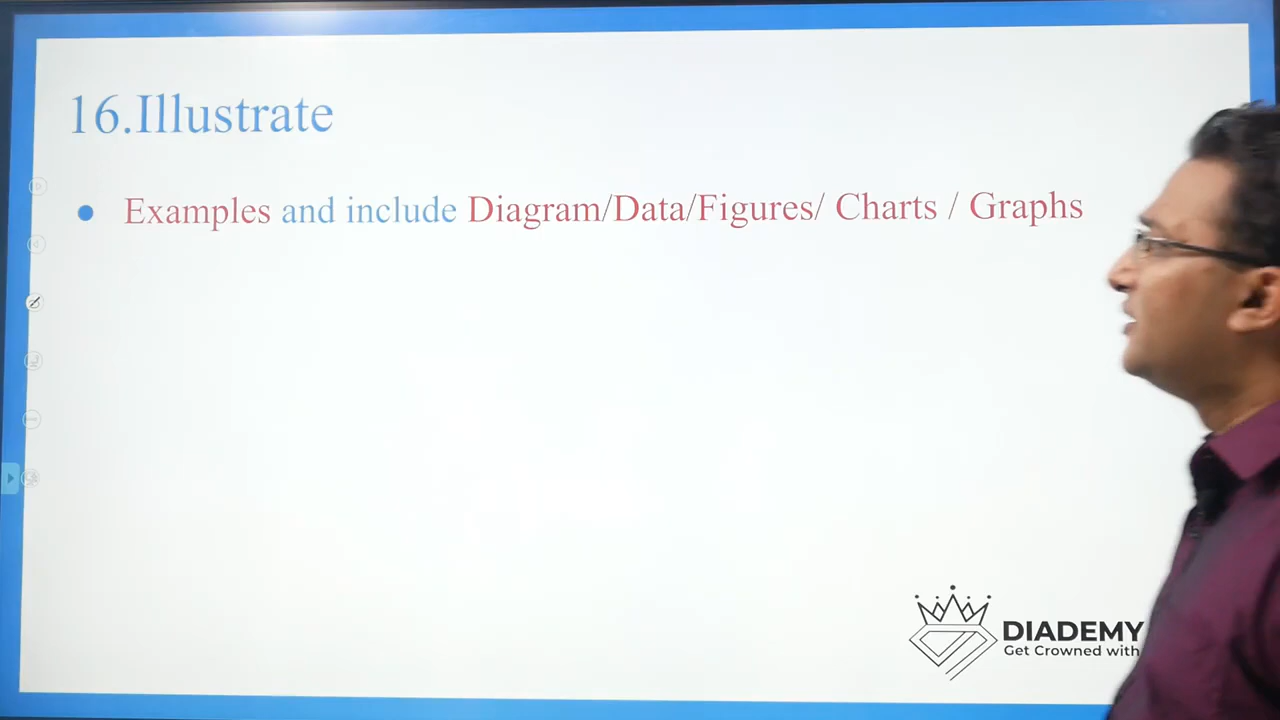 16.Illustrate
Examples and include Diagram/Data/Figures/ Charts / Graphs
DIADEMY
Get Crowned with